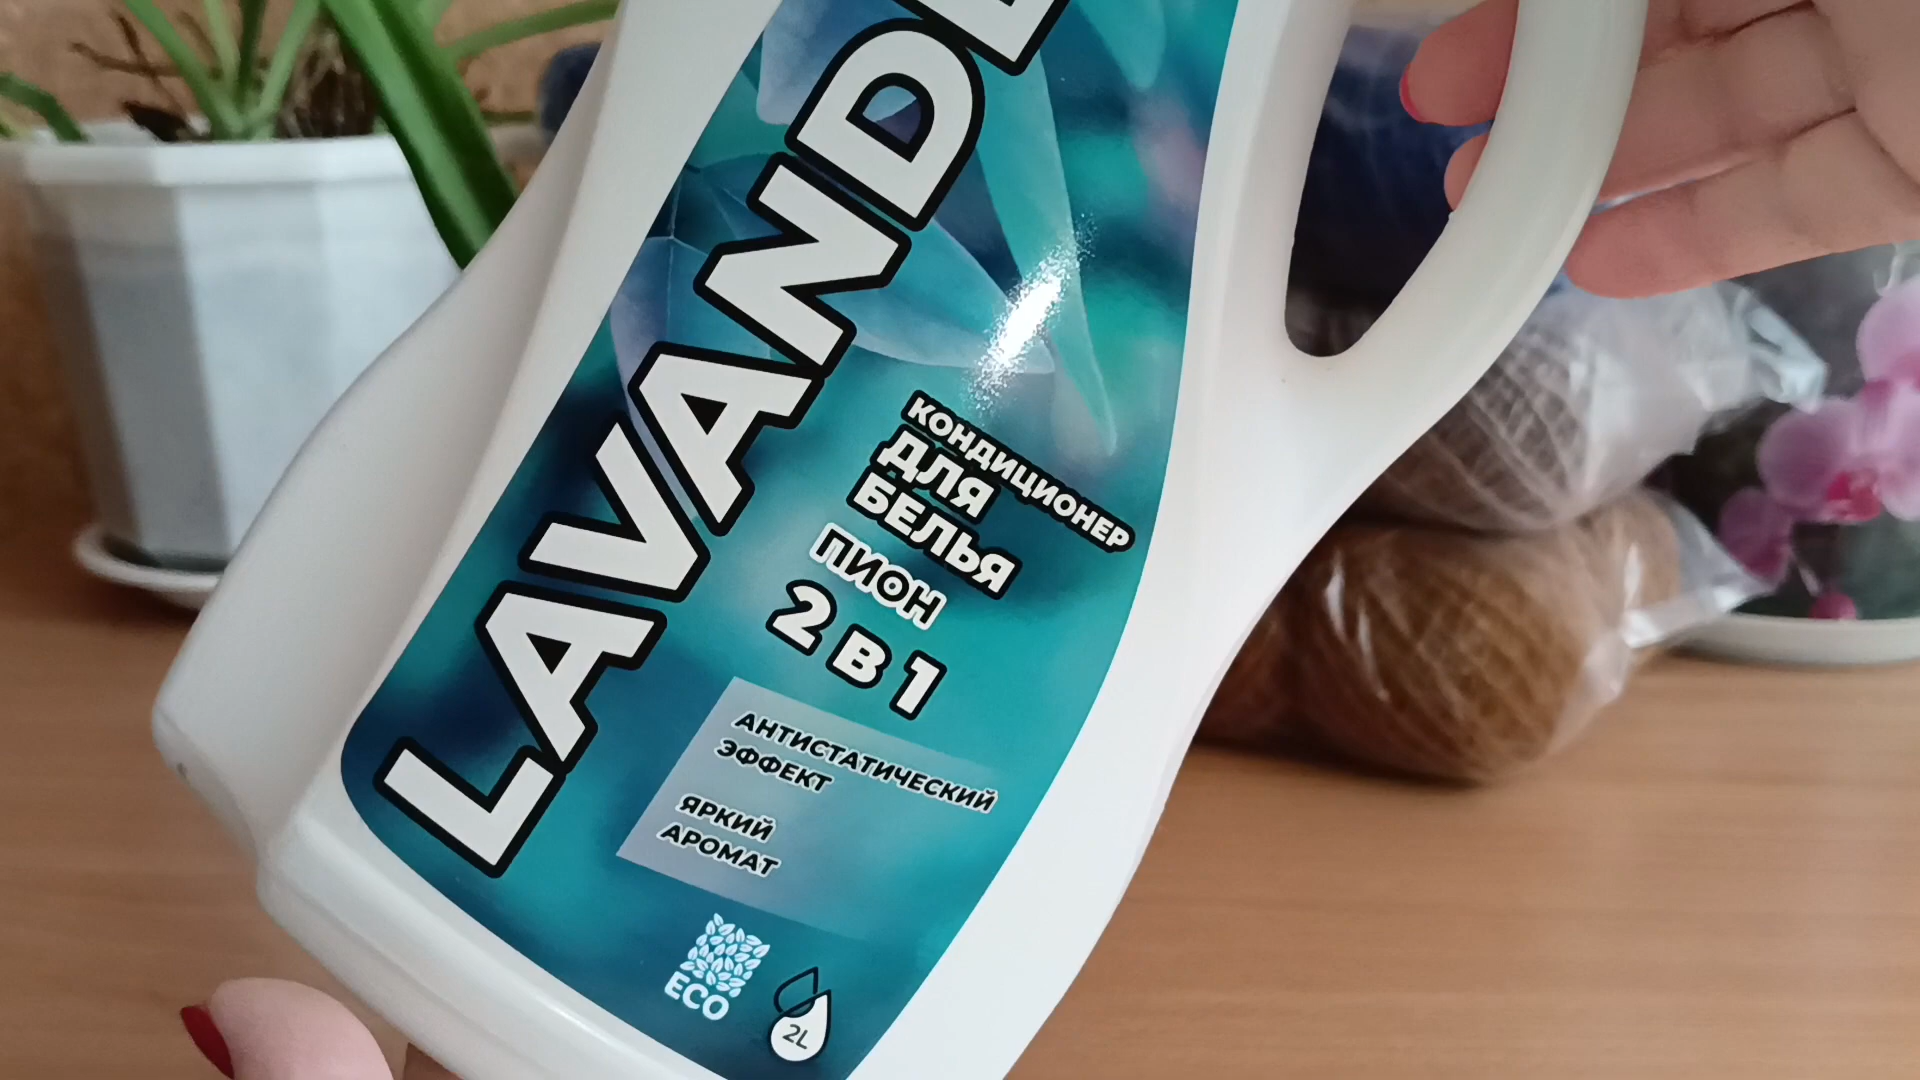 LAVANDE
КОНДИЦИОНЕР
ДЛЯ
БЕЛЬЯ
ПИОН
2 в 1
АНТИСТАТИЧЕСКИЙ
ЭФФЕКТ
ЯРКИЙ
АРОМАТ
ECO
2L